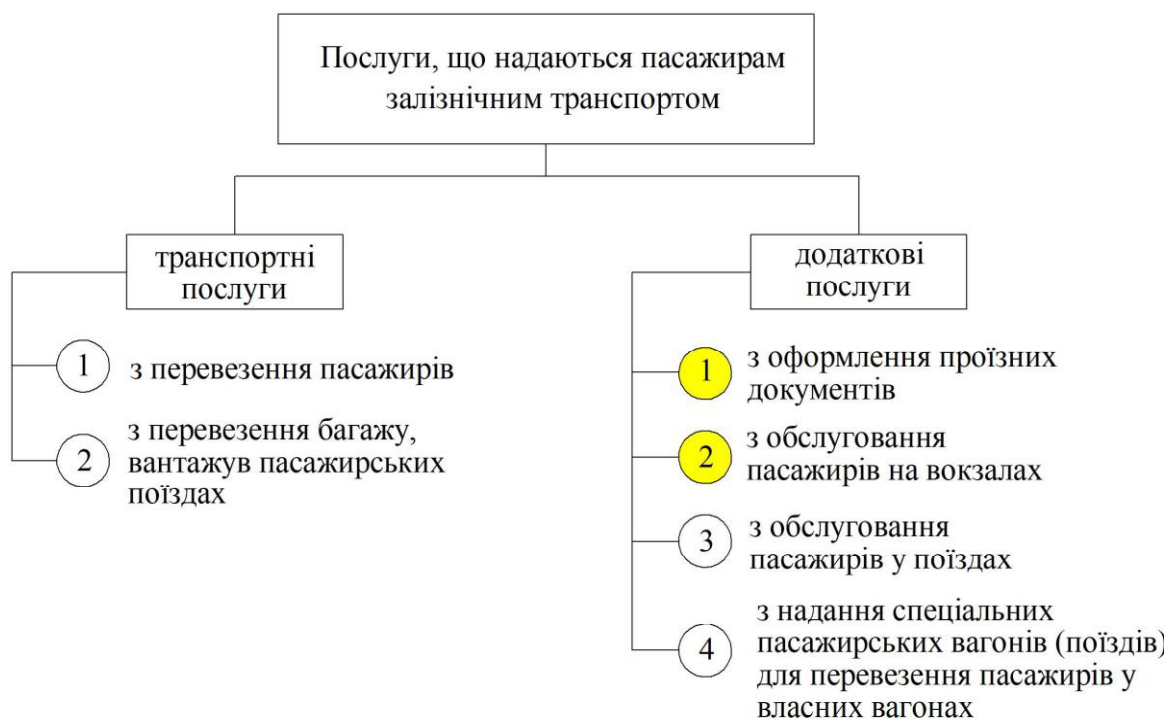 Послуги, що надаються пасажирам
залізнічним транспортом
транспортні
послуги
1 з перевезення пасажирів
2 з перевезення багажу,
вантажув пасажирських
поїздах
додаткові
послуги
1 з оформлення проїзних
документів
2 з обслуговання
пасажирів на вокзалах
3 з обслуговання
пасажирів у поїздах
4 з надання спеціальних
пасажирських вагонів (поїздів)
для перевезення пасажирів у
власних вагонах